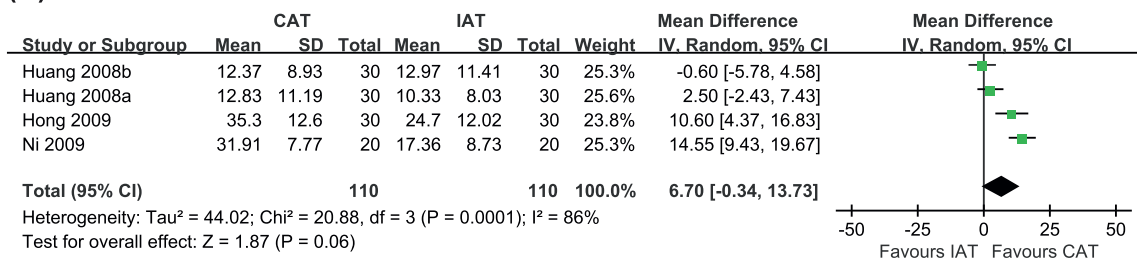 CAT IAT Mean Difference Mean Difference
Study or Subgroup Mean SD Total Mean SD Total Weight IV, Random, 95% CI IV, Random, 95% CI
Huang 2008b 12.37 8.93 30 12.97 11.41 30 25.3% -0.60 [-5.78, 4.58]
Huang 2008a 12.83 11.19 30 10.33 8.03 30 25.6% 2.50 [-2.43, 7.43]
Hong 2009 35.3 12.6 30 24.7 12.02 30 23.8% 10.60 [4.37, 16.83]
Ni 2009 31.91 7.77 20 17.36 8.73 20 25.3% 14.55 [9.43, 19.67]
Total (95% CI) 110 110 100.0% 6.70 [-0.34, 13.73]
Heterogeneity: Tau² = 44.02; Chi² = 20.88, df = 3 (P = 0.0001); I² = 86%
Test for overall effect: Z = 1.87 (P = 0.06)
-50 -25 0 25 50
Favours IAT Favours CAT